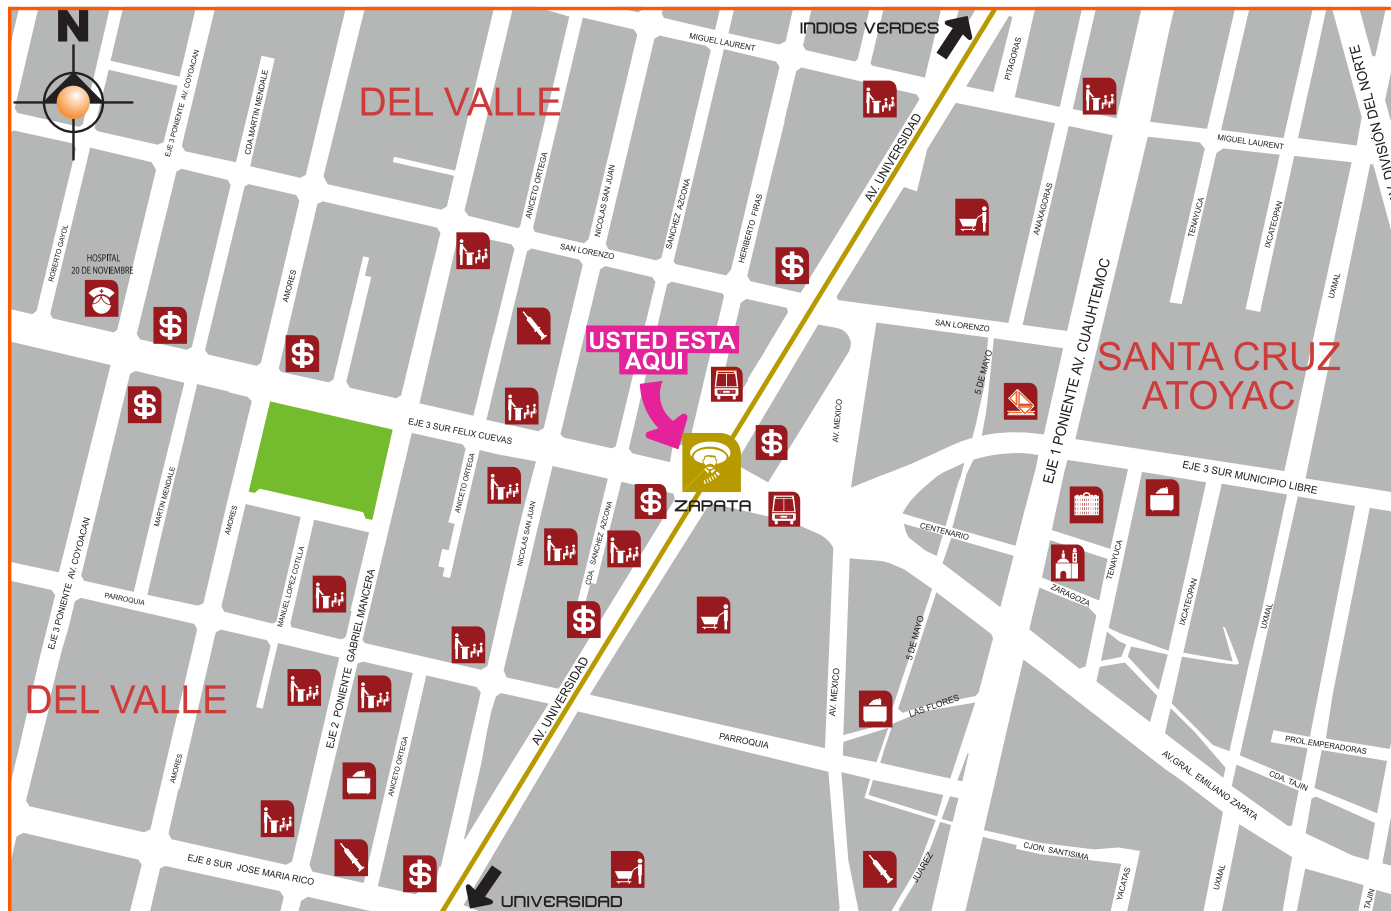 N
INDIOS VERDES
MIGUEL LAURENT
PITAGORAS
AV. DIVISIÓN DEL NORTE
EJE 3 PONIENTE  AV. COYOACAN
CDA.MARTIN MENDALE
DEL VALLE
AV. UNIVERSIDAD
MIGUEL LAURENT
ANICETO ORTEGA
NICOLAS SAN JUAN
SANCHEZ  AZCONA
HERIBERTO  FIRAS
ANAXAGORAS
TENAYUCA
IXCATEOPAN
ROBERTO GAYOL
HOSPITAL
20 DE NOVIEMBRE
SAN LORENZO
AMORES
UXMAL
EJE 1 PONIENTE AV. CUAUHTEMOC
SAN LORENZO
USTED ESTA
AQUI
SANTA CRUZ
ATOYAC
5 DE MAYO
AV. MEXICO
EJE 3 SUR FELIX CUEVAS
EJE 3 SUR MUNICIPIO LIBRE
MARTIN MENDALE
ANICETO ORTEGA
ZAPATA
AMORES
NICOLAS SAN JUAN
CDA.  SANCHEZ  AZCONA
CENTENARIO
TENAYUCA
EJE 3 PONIENTE  AV. COYOACAN
MANUEL LOPEZ COTILLA
EJE 2  PONIENTE  GABRIEL MANCERA
PARROQUIA
ZARAGOZA
IXCATEOPAN
UXMAL
5 DE MAYO
DEL VALLE
AV. UNIVERSIDAD
AV. MEXICO
LAS FLORES
PARROQUIA
PROL.EMPERADORAS
AMORES
ANICETO ORTEGA
AV.GRAL. EMILIANO ZAPATA
CDA. TAJIN
EJE 8 SUR  JOSE MARIA RICO
JUAREZ
CJON. SANTISIMA
YACATAS
UXMAL
TAJIN
UNIVERSIDAD